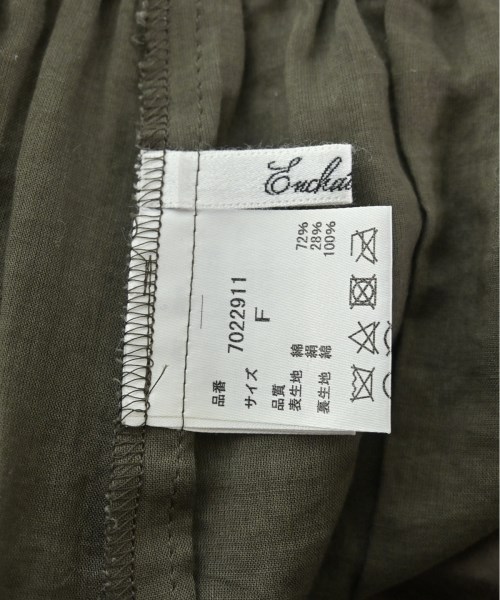 Enchai
品番 7022911
サイズ F
品質
表生地 綿 72%
絹 28%
裏生地 綿 100%